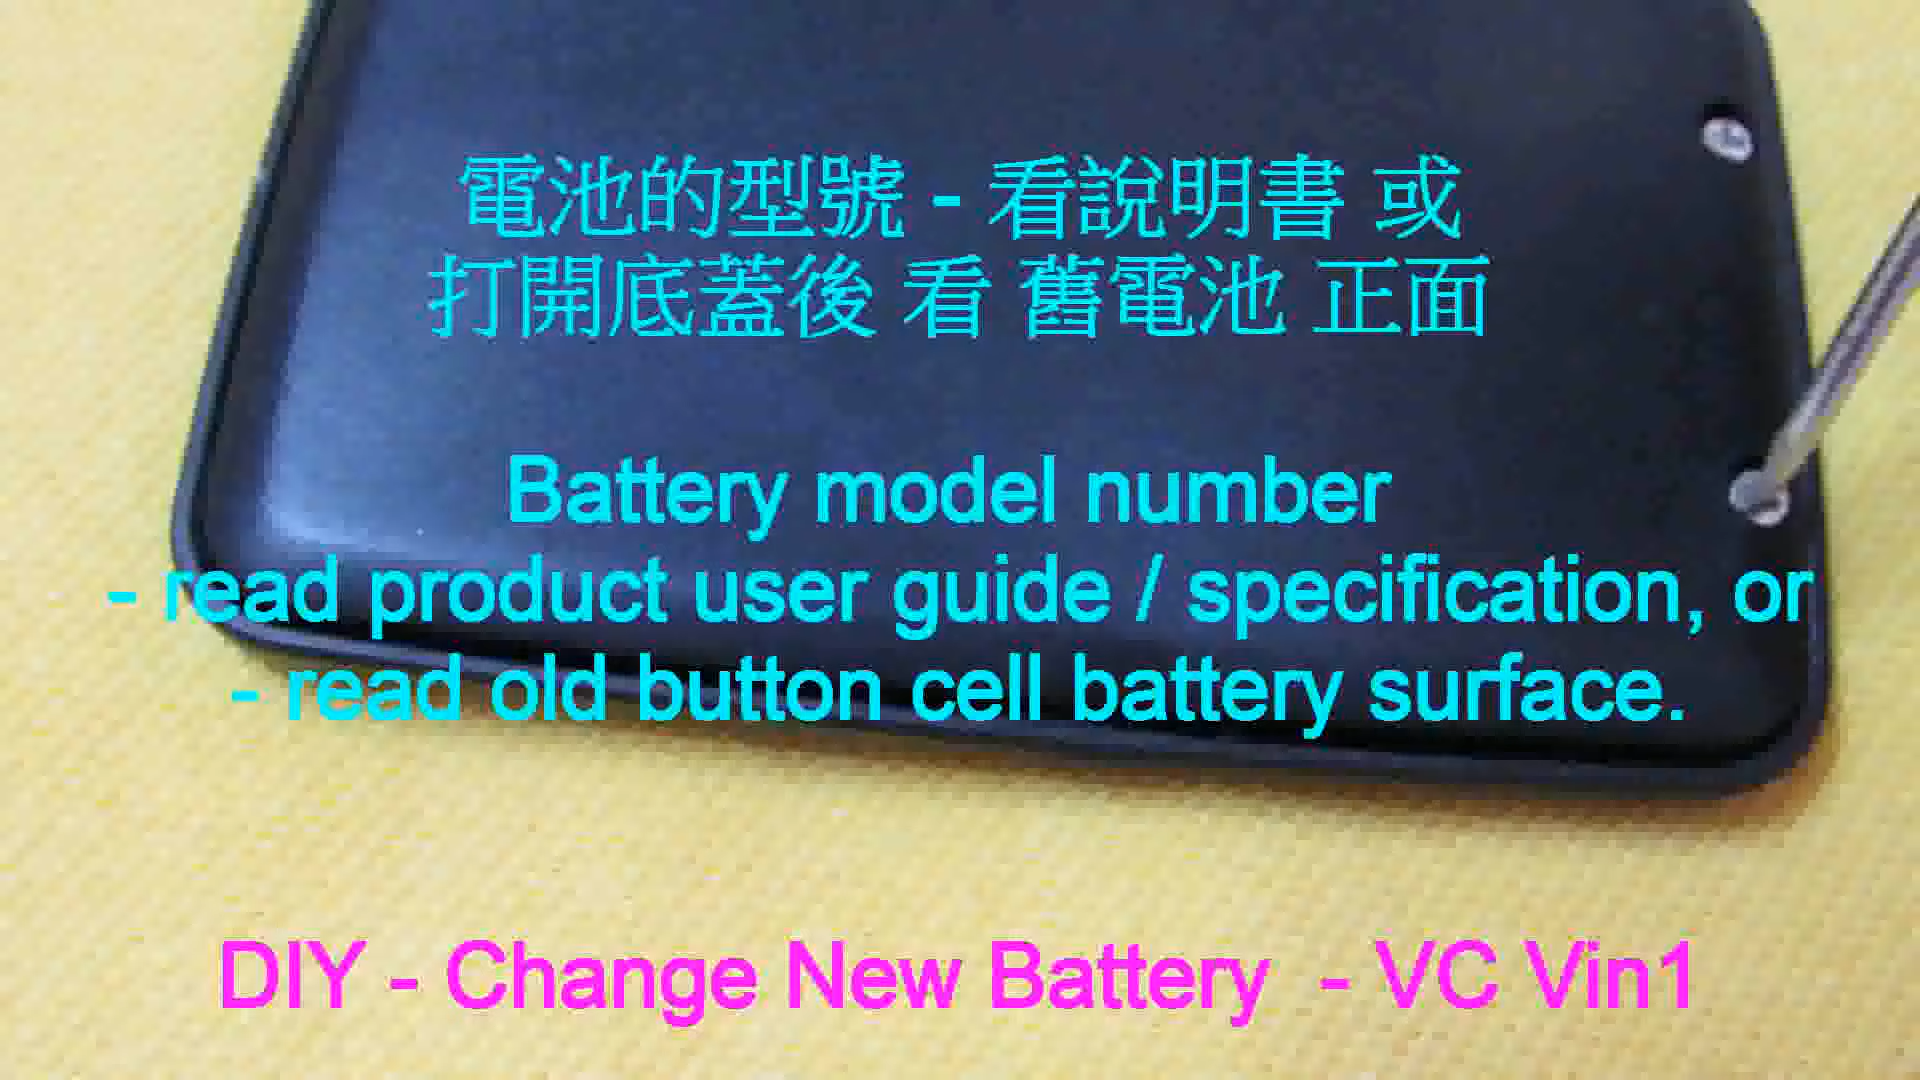 電池的型號 - 看說明書 或
打開底蓋後 看 舊電池 正面
Battery model number
- read product user guide / specification, or
- read old button cell battery surface.
DIY - Change New Battery - VC Vin1